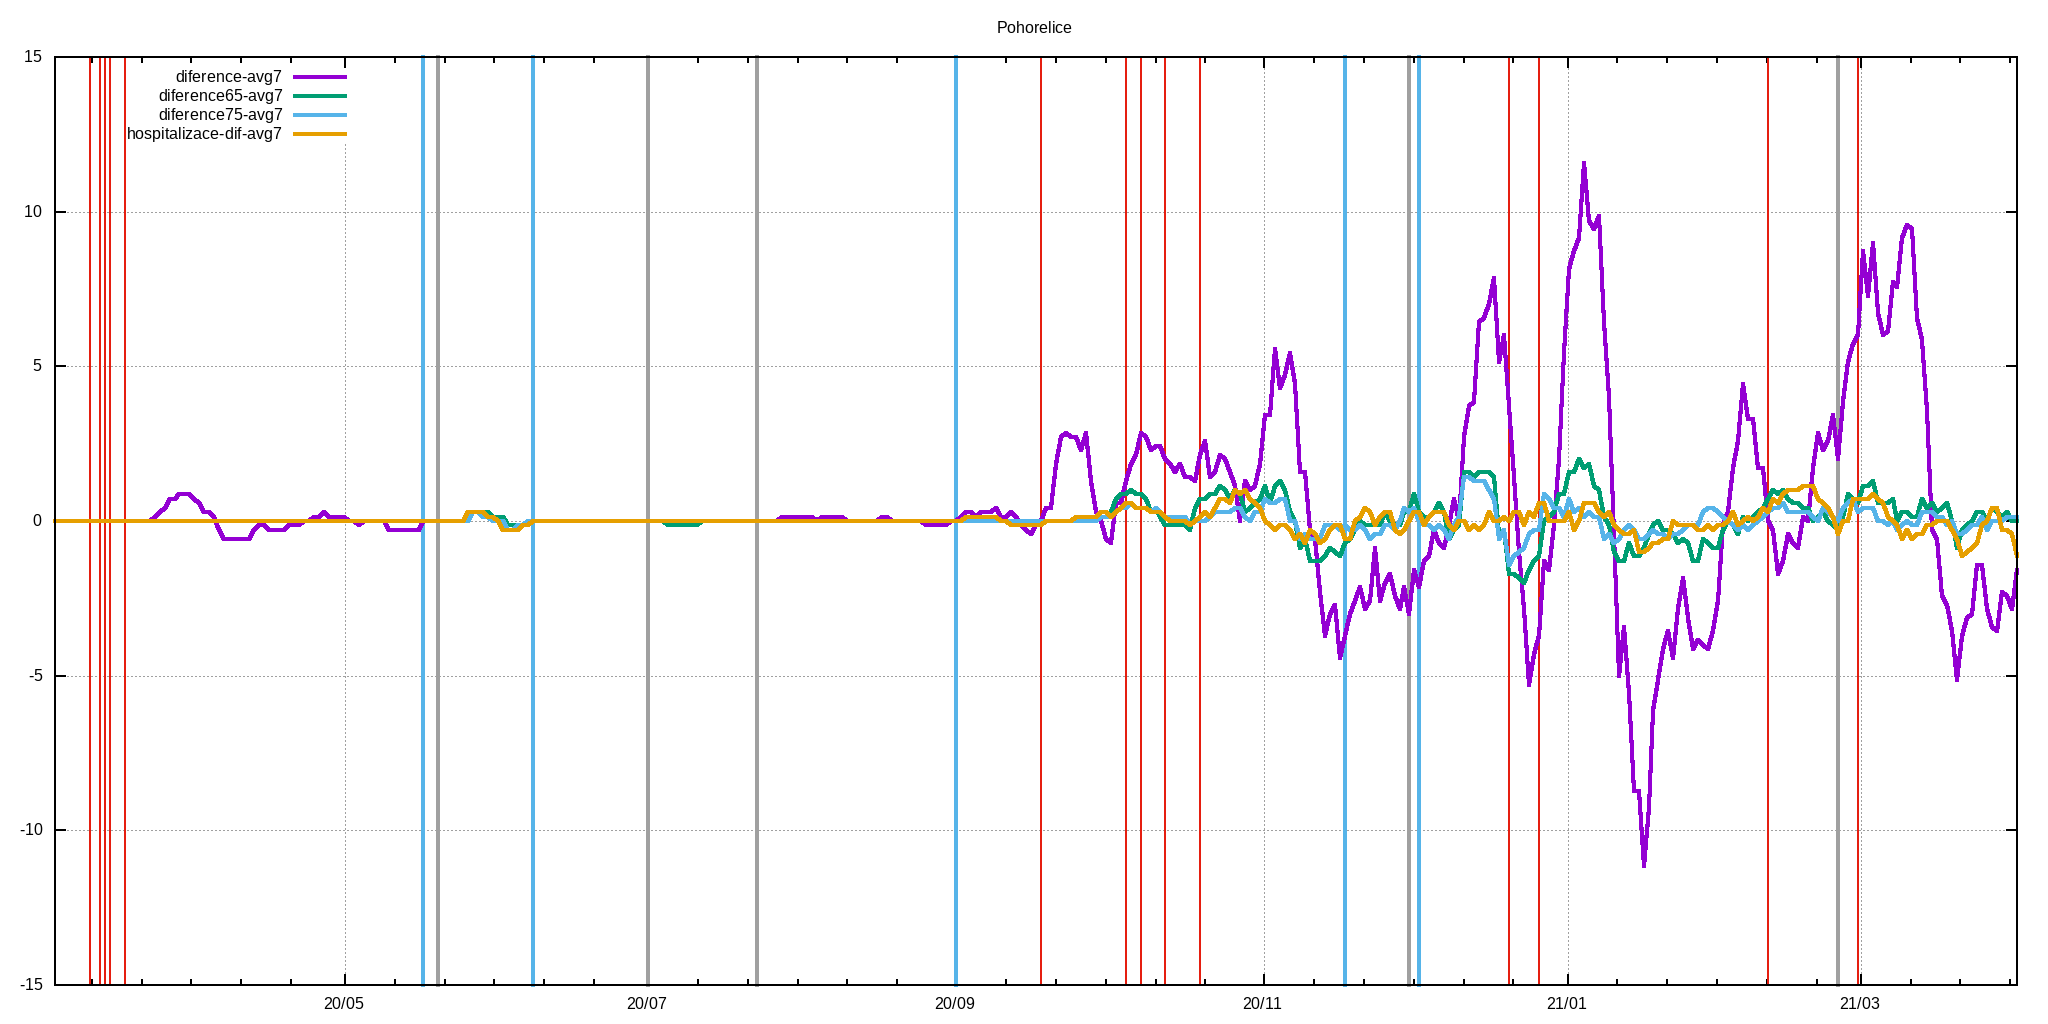 Pohorelice
15
diference-avg7
diference65-avg7
diference75-avg7
hospitalizace-dif-avg7
10
5
0
-5
-10
-15
20/05 20/07 20/09 20/11 21/01 21/03